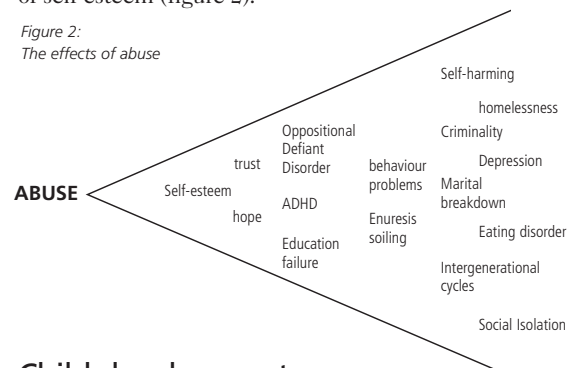 of self-esteem (figure 2).
Figure 2:
The effects of abuse
ABUSE
Self-esteem
trust
hope
Oppositional
Defiant
Disorder
ADHD
Education
failure
behaviour
problems
Enuresis
soiling
Self-harming
homelessness
Criminality
Depression
Marital
breakdown
Eating disorder
Intergenerational
cycles
Social Isolation